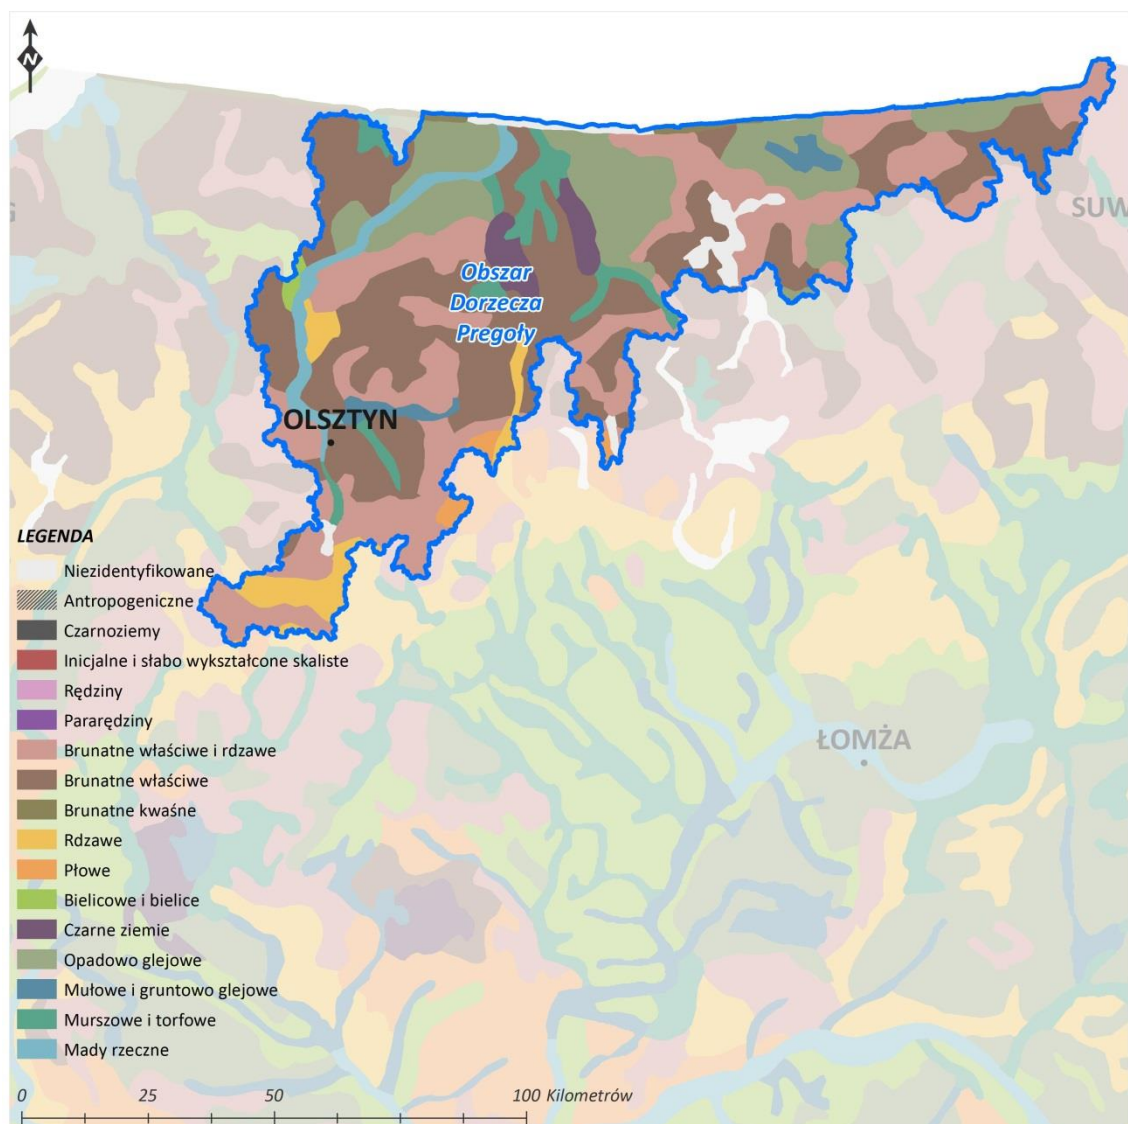 N
G
SUW
Obszar
Dorzecza
Pregoły
OLSZTYN
ŁOMŻA
LEGENDA
Niezidentyfikowane
Antropogeniczne
Czarnoziemy
Inicjalne i słabo wykształcone skaliste
Rędziny
Pararędziny
Brunatne właściwe i rdzawe
Brunatne właściwe
Brunatne kwaśne
Rdzawe
Płowe
Bielicowe i bielice
Czarne ziemie
Opadowo glejowe
Mułowe i gruntowo glejowe
Murszowe i torfowe
Mady rzeczne
0 25 50 100 Kilometrów